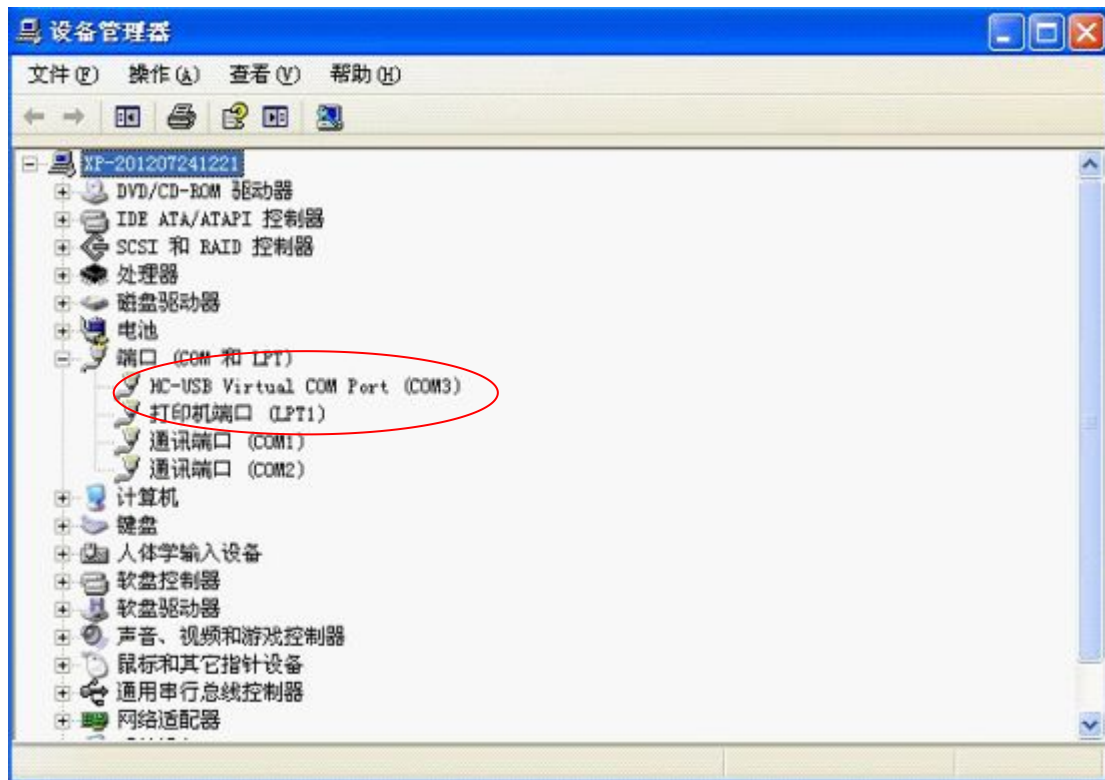 设备管理器
文件(F) 操作(A) 查看(V) 帮助(H)
XP-201207241221
DVD/CD-ROM 驱动器
IDE ATA/ATAPI 控制器
SCSI 和 RAID 控制器
处理器
磁盘驱动器
电池
端口 (COM 和 LPT)
HC-USB Virtual COM Port (COM3)
打印机端口 (LPT1)
通讯端口 (COM1)
通讯端口 (COM2)
计算机
键盘
人体学输入设备
软盘控制器
软盘驱动器
声音、视频和游戏控制器
鼠标和其它指针设备
通用串行总线控制器
网络适配器